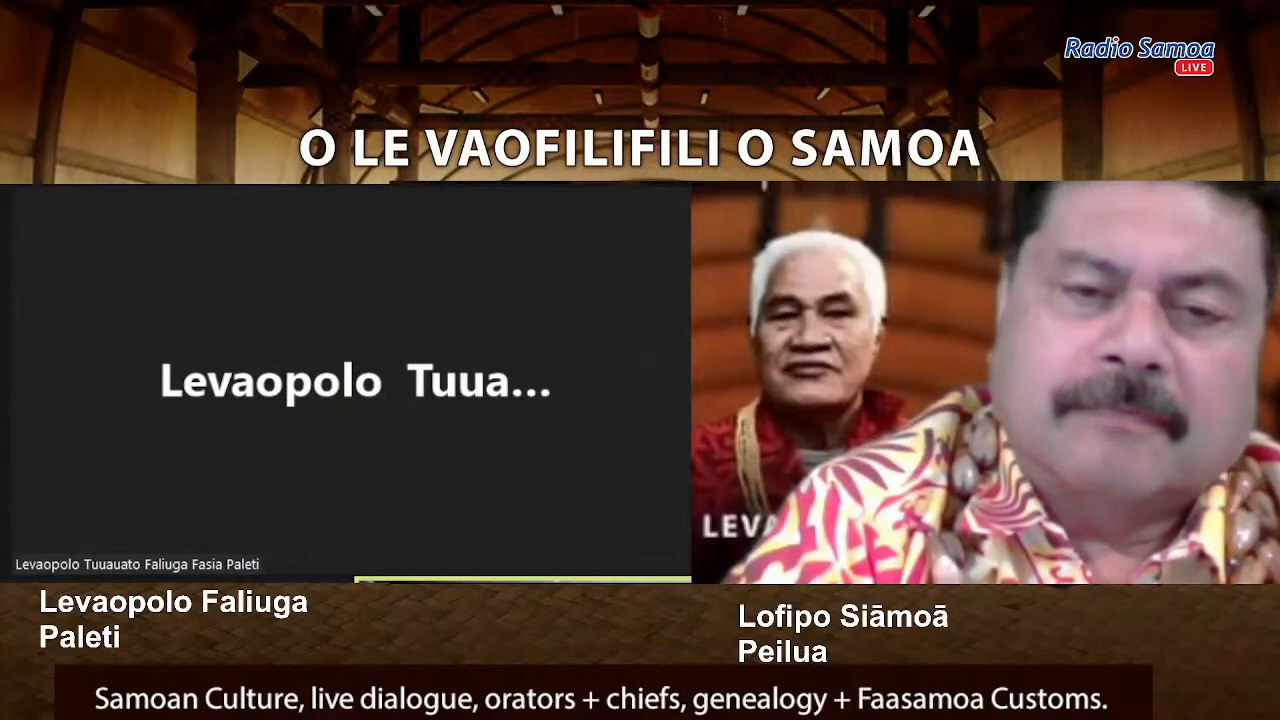 Radio Samoa
LIVE
O LE VAOFILIFILI O SAMOA
Levaopolo Tuua...
LEVA
Levaopolo Tuuauato Faliuga Fasia Paleti
Levaopolo Faliuga
Paleti
Lofipo Siāmoā
Peilua
Samoan Culture, live dialogue, orators + chiefs, genealogy + Faasamoa Customs.